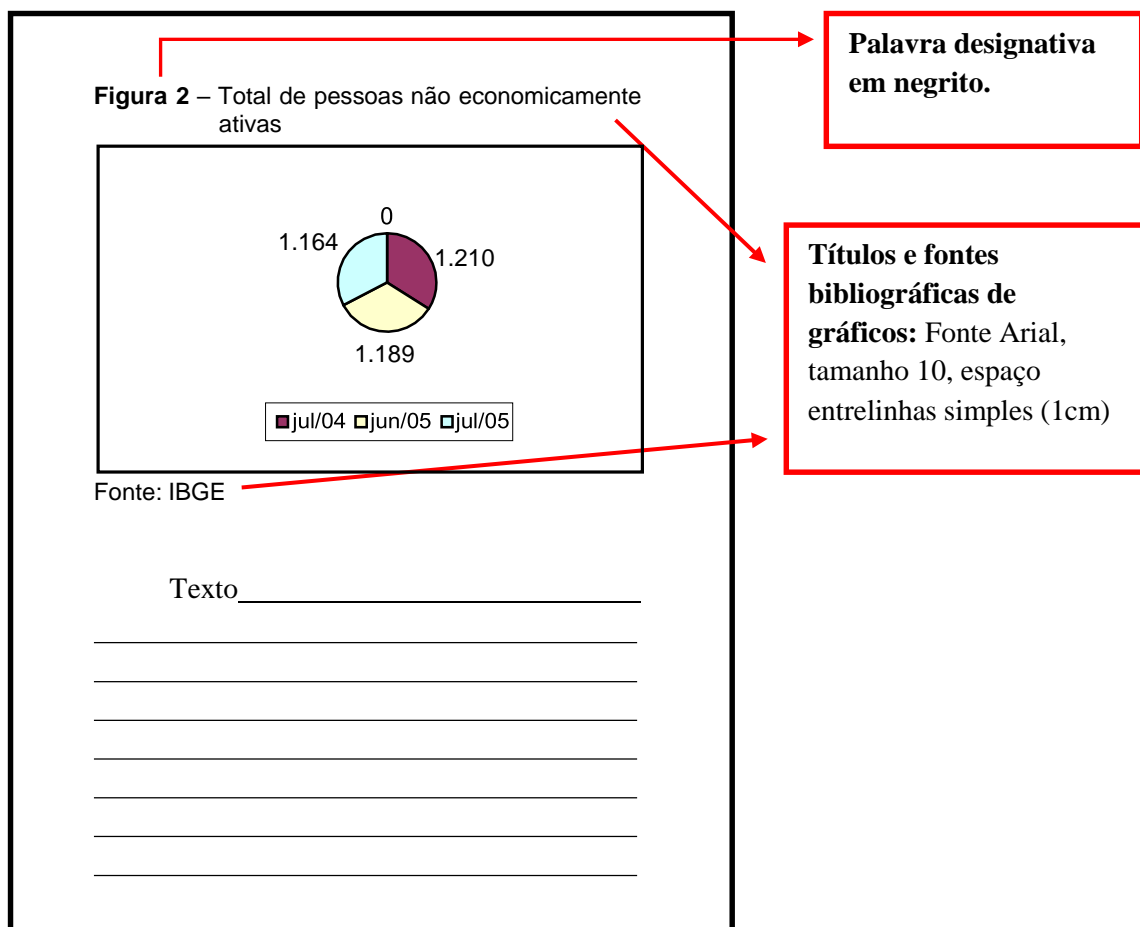 Palavra designativa
em negrito.
Figura 2 – Total de pessoas não economicamente
ativas
0
1.164
1.210
1.189
jul/04 jun/05 jul/05
Fonte: IBGE
Títulos e fontes
bibliográficas de
gráficos: Fonte Arial,
tamanho 10, espaço
entrelinhas simples (1cm)
Texto